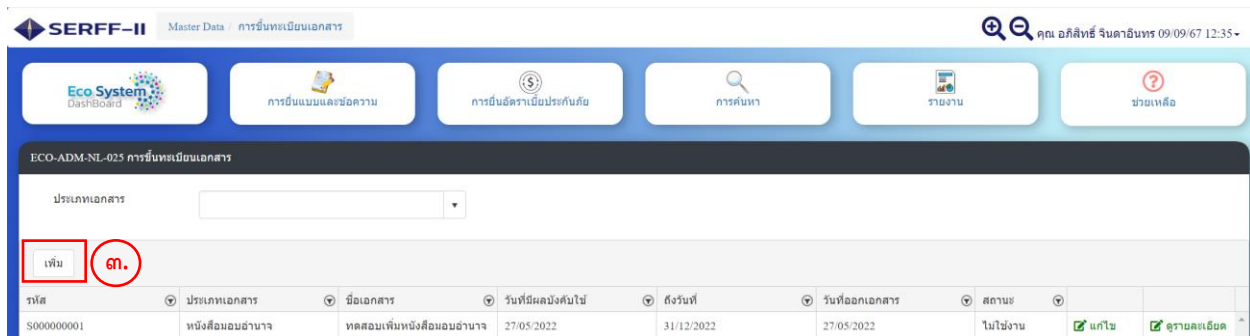 SERFF-II Master Data / การขึ้นทะเบียนเอกสาร คุณ อภิสิทธิ์ จินดาอินทร 09/09/67 12:35
Eco System DashBoard
การยื่นแบบและข้อความ
การยื่นอัตราเบี้ยประกันภัย
การค้นหา
รายงาน
ช่วยเหลือ
ECO-ADM-NL-025 การขึ้นทะเบียนเอกสาร
ประเภทเอกสาร
เพิ่ม ๓.
รหัส ประเภทเอกสาร ชื่อเอกสาร วันที่มีผลบังคับใช้ ถึงวันที่ วันที่ออกเอกสาร สถานะ
S000000001 หนังสือมอบอำนาจ ทดสอบเพิ่มหนังสือมอบอำนาจ 27/05/2022 31/12/2022 27/05/2022 ไม่ใช้งาน แก้ไข ดูรายละเอียด